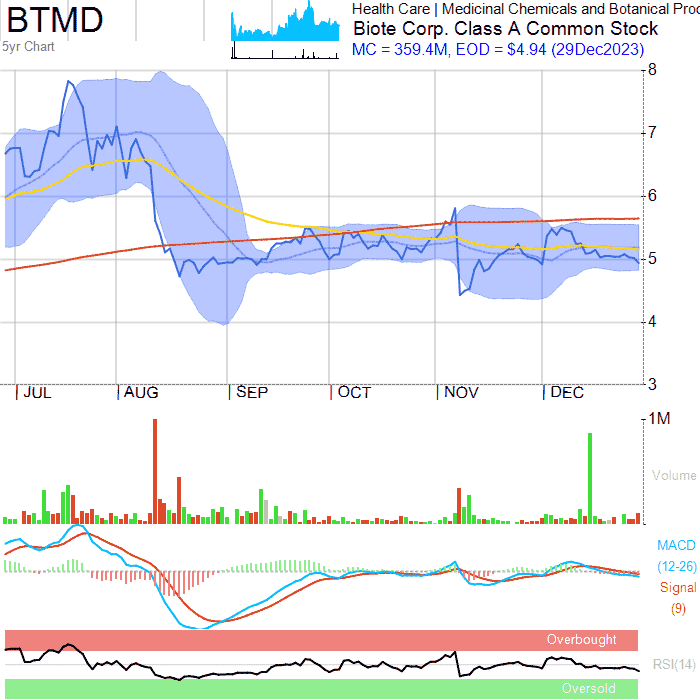 BTMD
5yr Chart
Health Care | Medicinal Chemicals and Botanical Proc
Biote Corp. Class A Common Stock
MC = 359.4M, EOD = $4.94 (29Dec2023)
8
7
6
5
4
3
JUL AUG SEP OCT NOV DEC
1M
Volume
MACD
(12-26)
Signal
(9)
Overbought
RSI(14)
Oversold